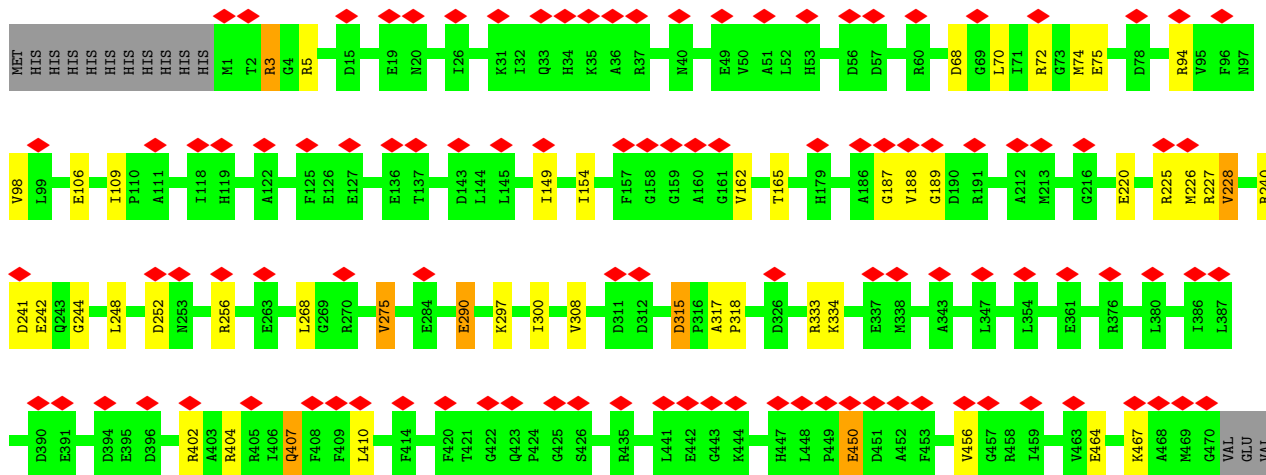 MET HIS HIS HIS HIS HIS HIS HIS HIS HIS M1 T2 R3 G4 R5 D15 E19 N20 I26 K31 I32 Q33 H34 K35 A36 R37 N40 E49 V50 A51 L52 H53 D56 D57 R60 D68 G69 L70 I71 R72 G73 M74 E75 D78 R94 V95 F96 N97
V98 L99 E106 I109 P110 A111 I118 H119 A122 F125 E126 E127 E136 T137 D143 L144 L145 I149 I154 F157 G158 G159 A160 G161 V162 T165 H179 A186 G187 V188 G189 D190 R191 A212 M213 G216 E220 R225 M226 R227 V228 R240
D241 E242 Q243 G244 L248 D252 N253 R256 E263 L268 G269 R270 V275 E284 E290 K297 I300 V308 D311 D312 D315 P316 A317 P318 D326 R333 K334 E337 M338 A343 L347 L354 E361 R376 L380 I386 L387
D390 E391 D394 E395 D396 R402 A403 R404 R405 I406 Q407 F408 F409 L410 F414 F420 T421 G422 Q423 P424 G425 S426 R435 L441 E442 G443 K444 H447 L448 P449 E450 D451 A452 F453 V456 G457 R458 I459 V463 E464 K467 A468 M469 G470 VAL GLU VAL